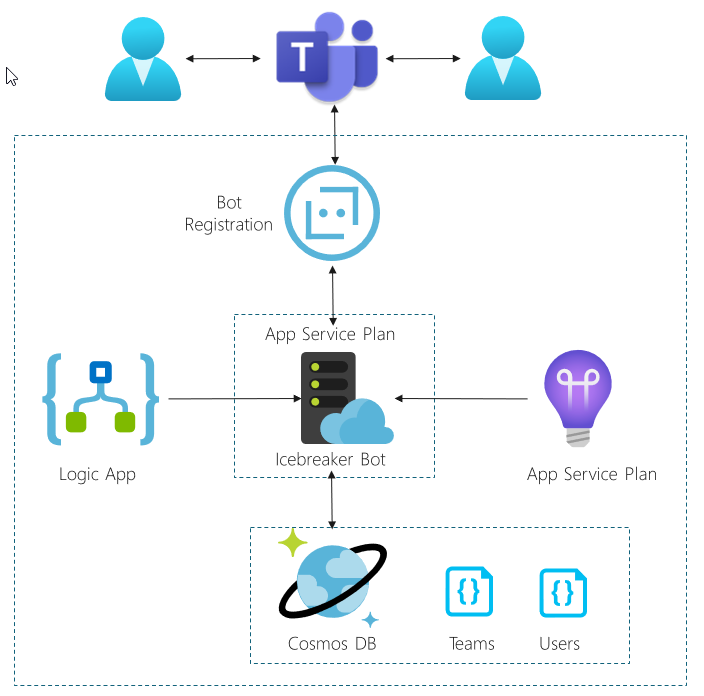 T
Bot
Registration
App Service Plan
Icebreaker Bot
Logic App
App Service Plan
Cosmos DB
{}
Teams
{}
Users